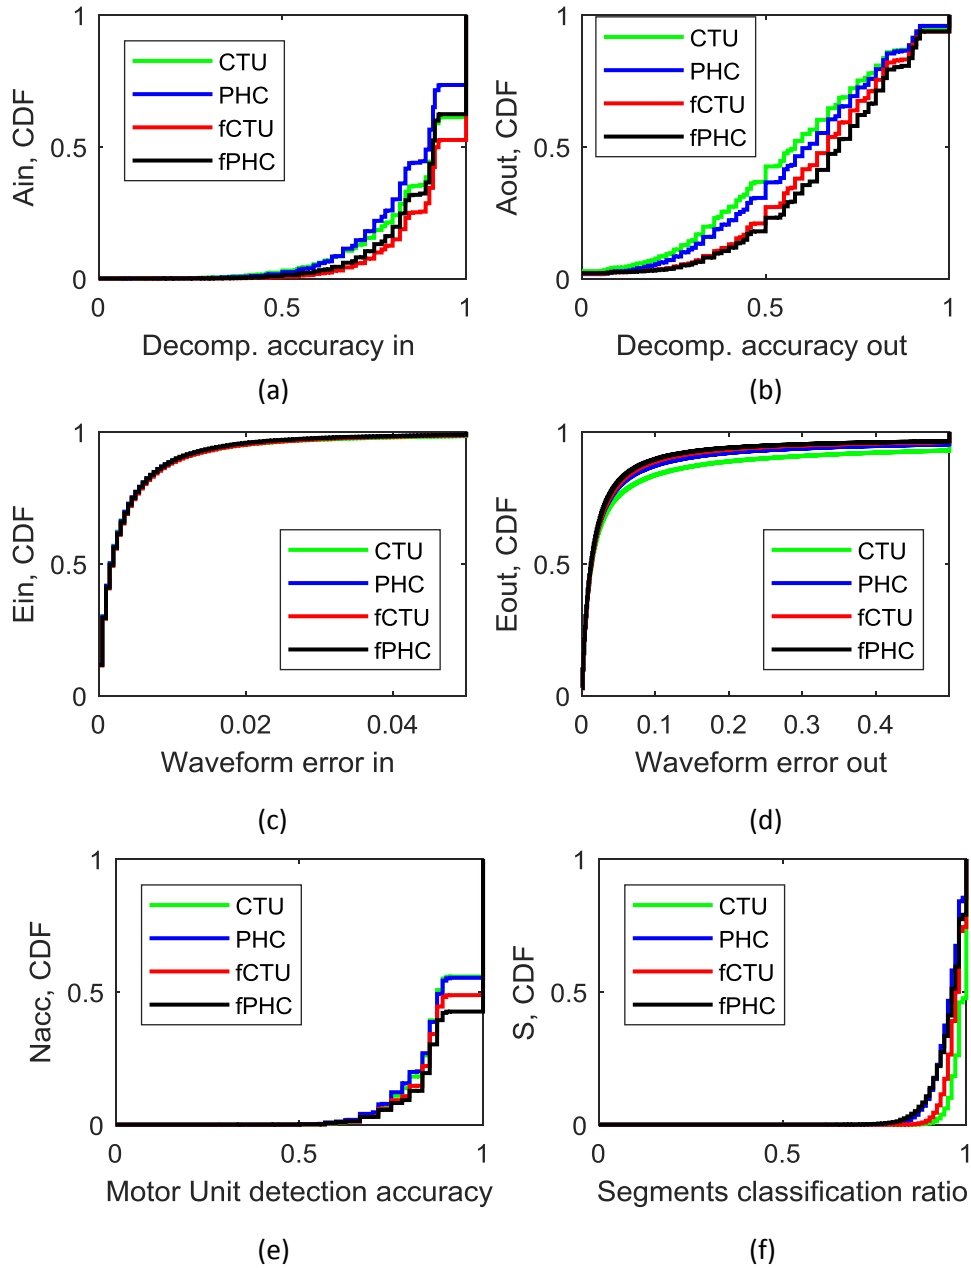 Ain, CDF
1
0.5
0
CTU
PHC
fCTU
fPHC
0 0.5 1
Decomp. accuracy in
(a)
Aout, CDF
1
0.5
0
CTU
PHC
fCTU
fPHC
0 0.5 1
Decomp. accuracy out
(b)
Ein, CDF
1
0.5
0
CTU
PHC
fCTU
fPHC
0 0.02 0.04
Waveform error in
(c)
Eout, CDF
1
0.5
0
CTU
PHC
fCTU
fPHC
0 0.1 0.2 0.3 0.4
Waveform error out
(d)
Nacc, CDF
1
0.5
0
CTU
PHC
fCTU
fPHC
0 0.5 1
Motor Unit detection accuracy
(e)
S, CDF
1
0.5
0
CTU
PHC
fCTU
fPHC
0 0.5 1
Segments classification ratio
(f)